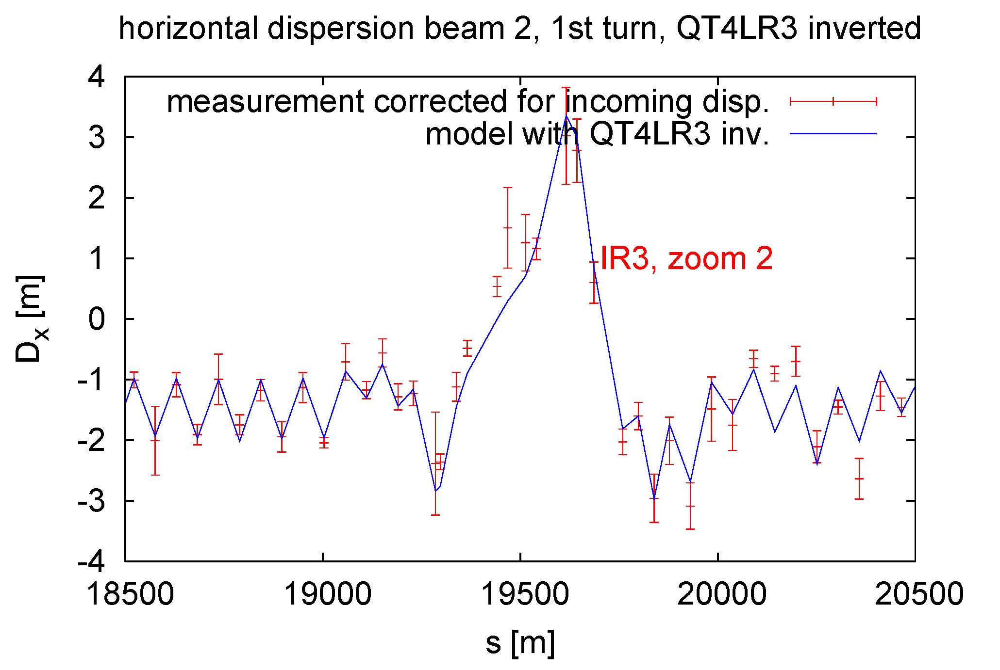 horizontal dispersion beam 2, 1st turn, QT4LR3 inverted
4
measurement corrected for incoming disp.
model with QT4LR3 inv.
3
2
1
IR3, zoom 2
0
-1
-2
-3
-4
D_x [m]
18500 19000 19500 20000 20500
s [m]